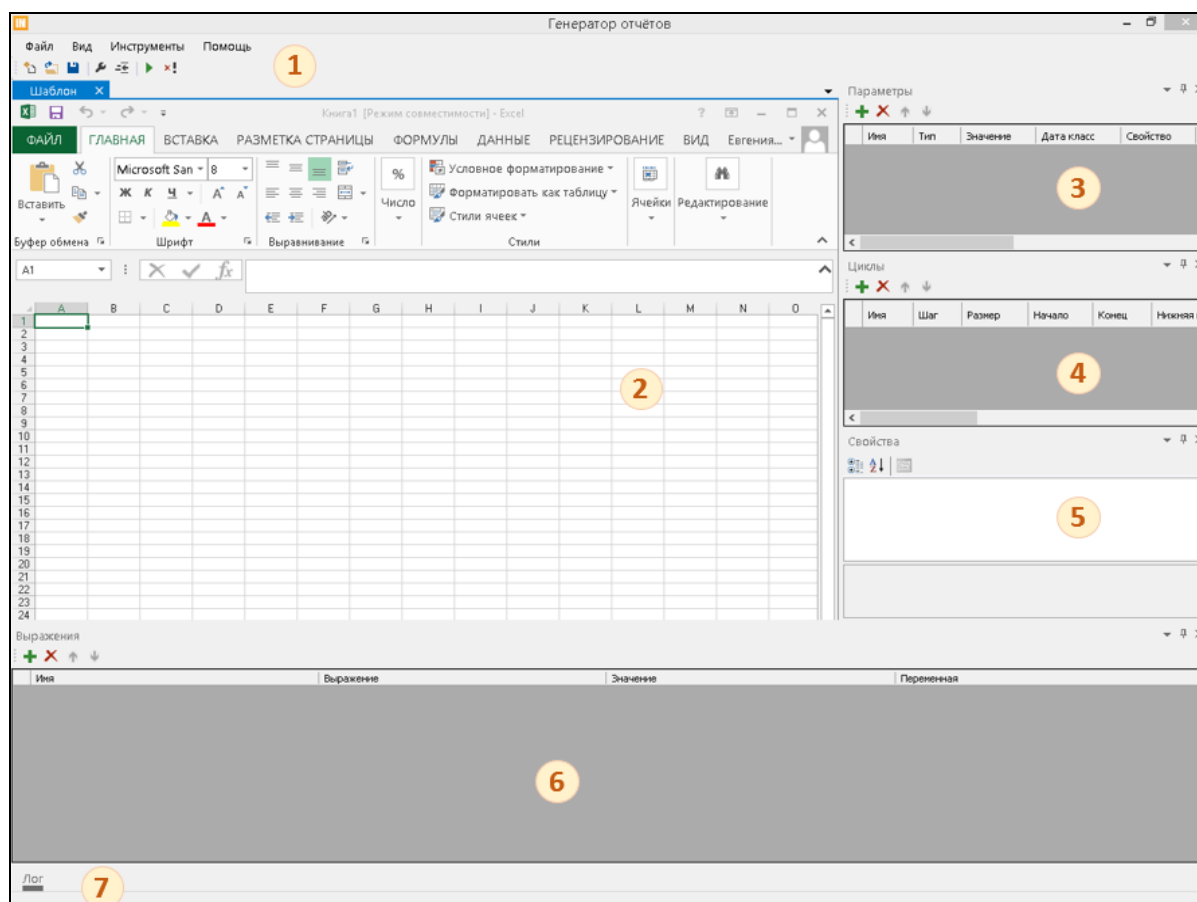 IN Генератор отчётов
Файл Вид Инструменты Помощь
1
Шаблон
Книга1 [Режим совместимости] - Excel
ФАЙЛ ГЛАВНАЯ ВСТАВКА РАЗМЕТКА СТРАНИЦЫ ФОРМУЛЫ ДАННЫЕ РЕЦЕНЗИРОВАНИЕ ВИД Евгения...
Вставить
Microsoft San 8
Ж К Ч А А
А
%
Число
Условное форматирование
Форматировать как таблицу
Стили ячеек
Ячейки Редактирование
Буфер обмена Шрифт Выравнивание Стили
A1 fx
A B C D E F G H I J K L M N O
1
2
3
4
5
6
7
8
9
10
11
12
13
14
15
16
17
18
19
20
21
22
23
24
2
Параметры
Имя Тип Значение Дата класс Свойство
3
Циклы
Имя Шаг Размер Начало Конец Нижняя
4
Свойства
5
Выражения
Имя Выражение Значение Переменная
6
Лог
7